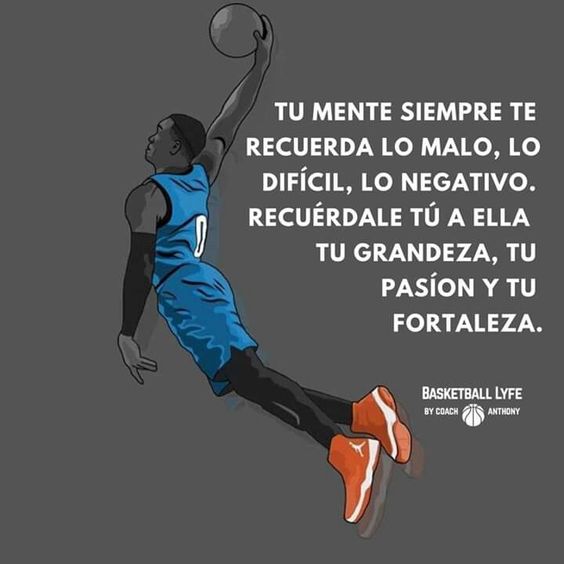 TU MENTE SIEMPRE TE
RECUERDA LO MALO, LO
DIFÍCIL, LO NEGATIVO.
RECUÉRDALE TÚ A ELLA
TU GRANDEZA, TU
PASÍON Y TU
FORTALEZA.
0
BASKETBALL LYFE
BY COACH ANTHONY